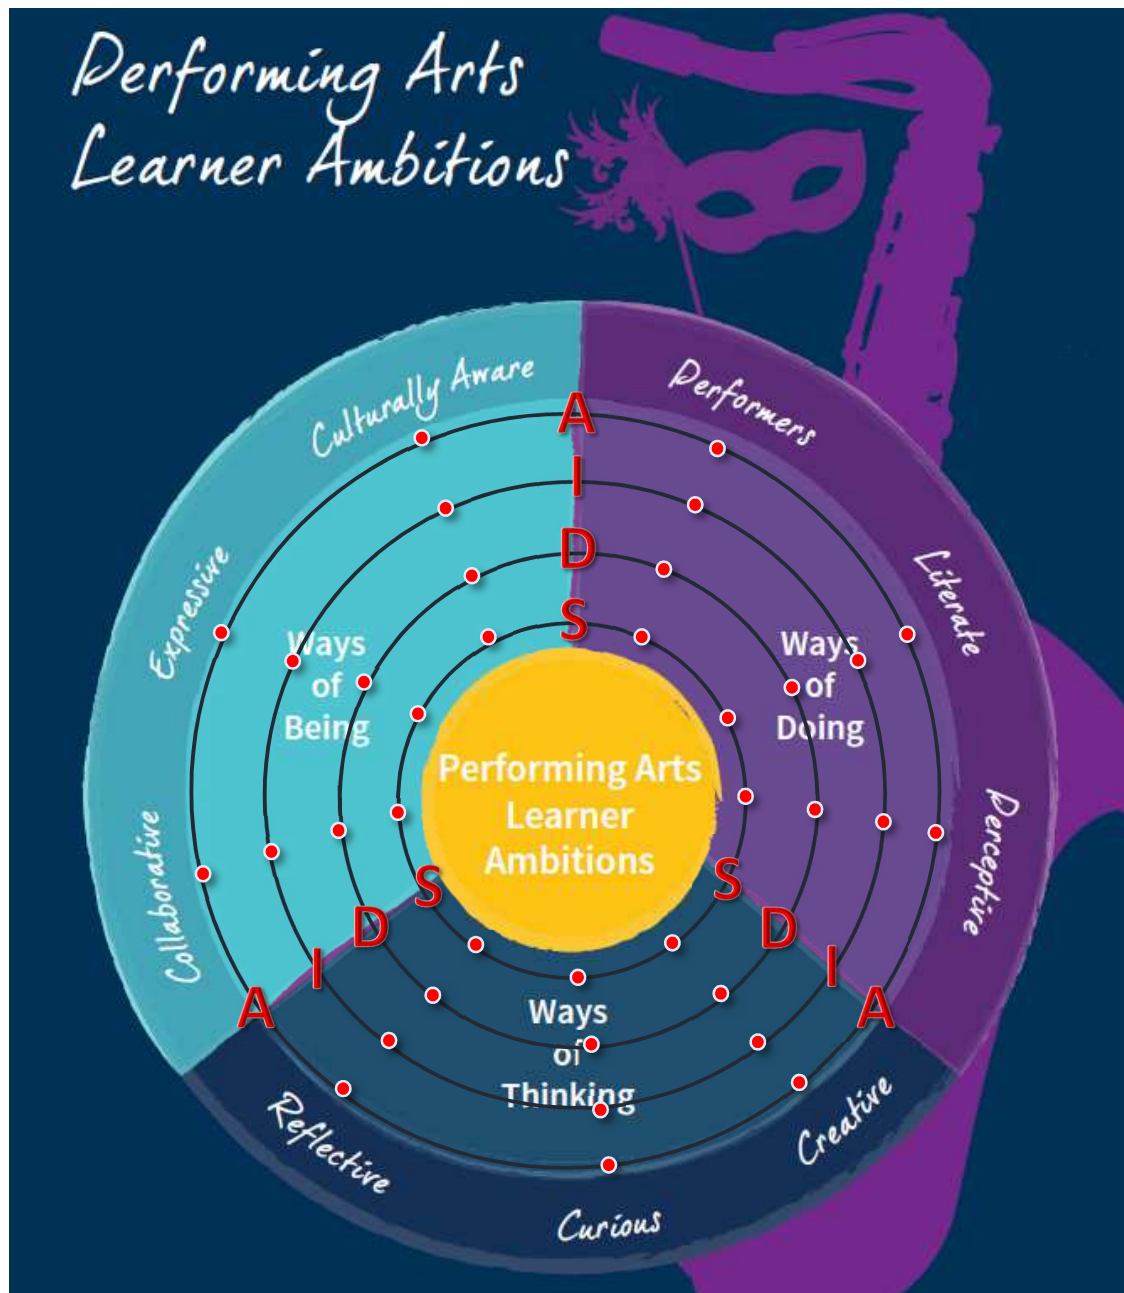 Performing Arts
Learner Ambitions
Culturally Aware
Performers
Expressive
Literate
Collaborative
Perceptive
Reflective
Curious
Creative
A
I
D
S
Ways
of
Being
Ways
of
Doing
Performing Arts
Learner
Ambitions
S
D
I
A
S
D
I
A
Ways
of
Thinking